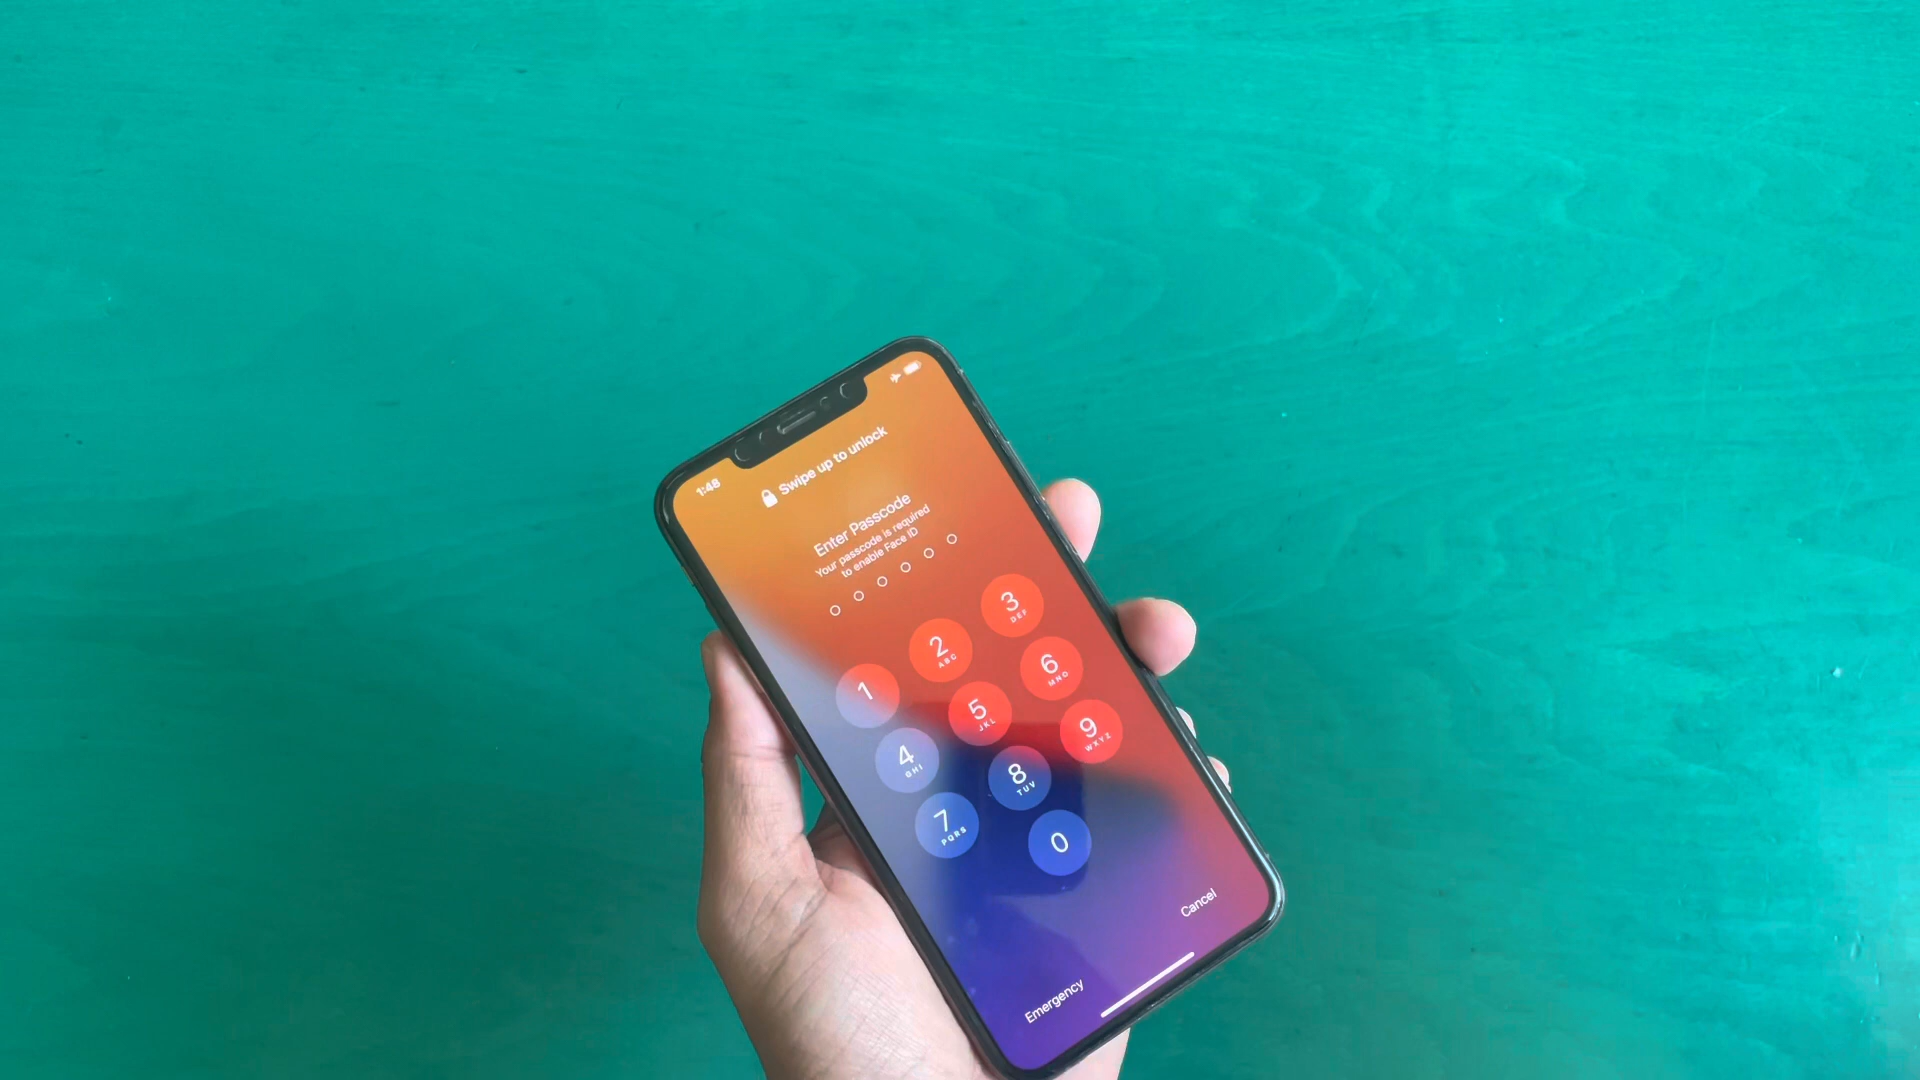 1:48
Swipe up to unlock
Enter Passcode
Your passcode is required
to enable Face ID
1
2
ABC
3
DEF
4
GHI
5
JKL
6
MNO
7
PQRS
8
TUV
9
WXYZ
0
Emergency
Cancel